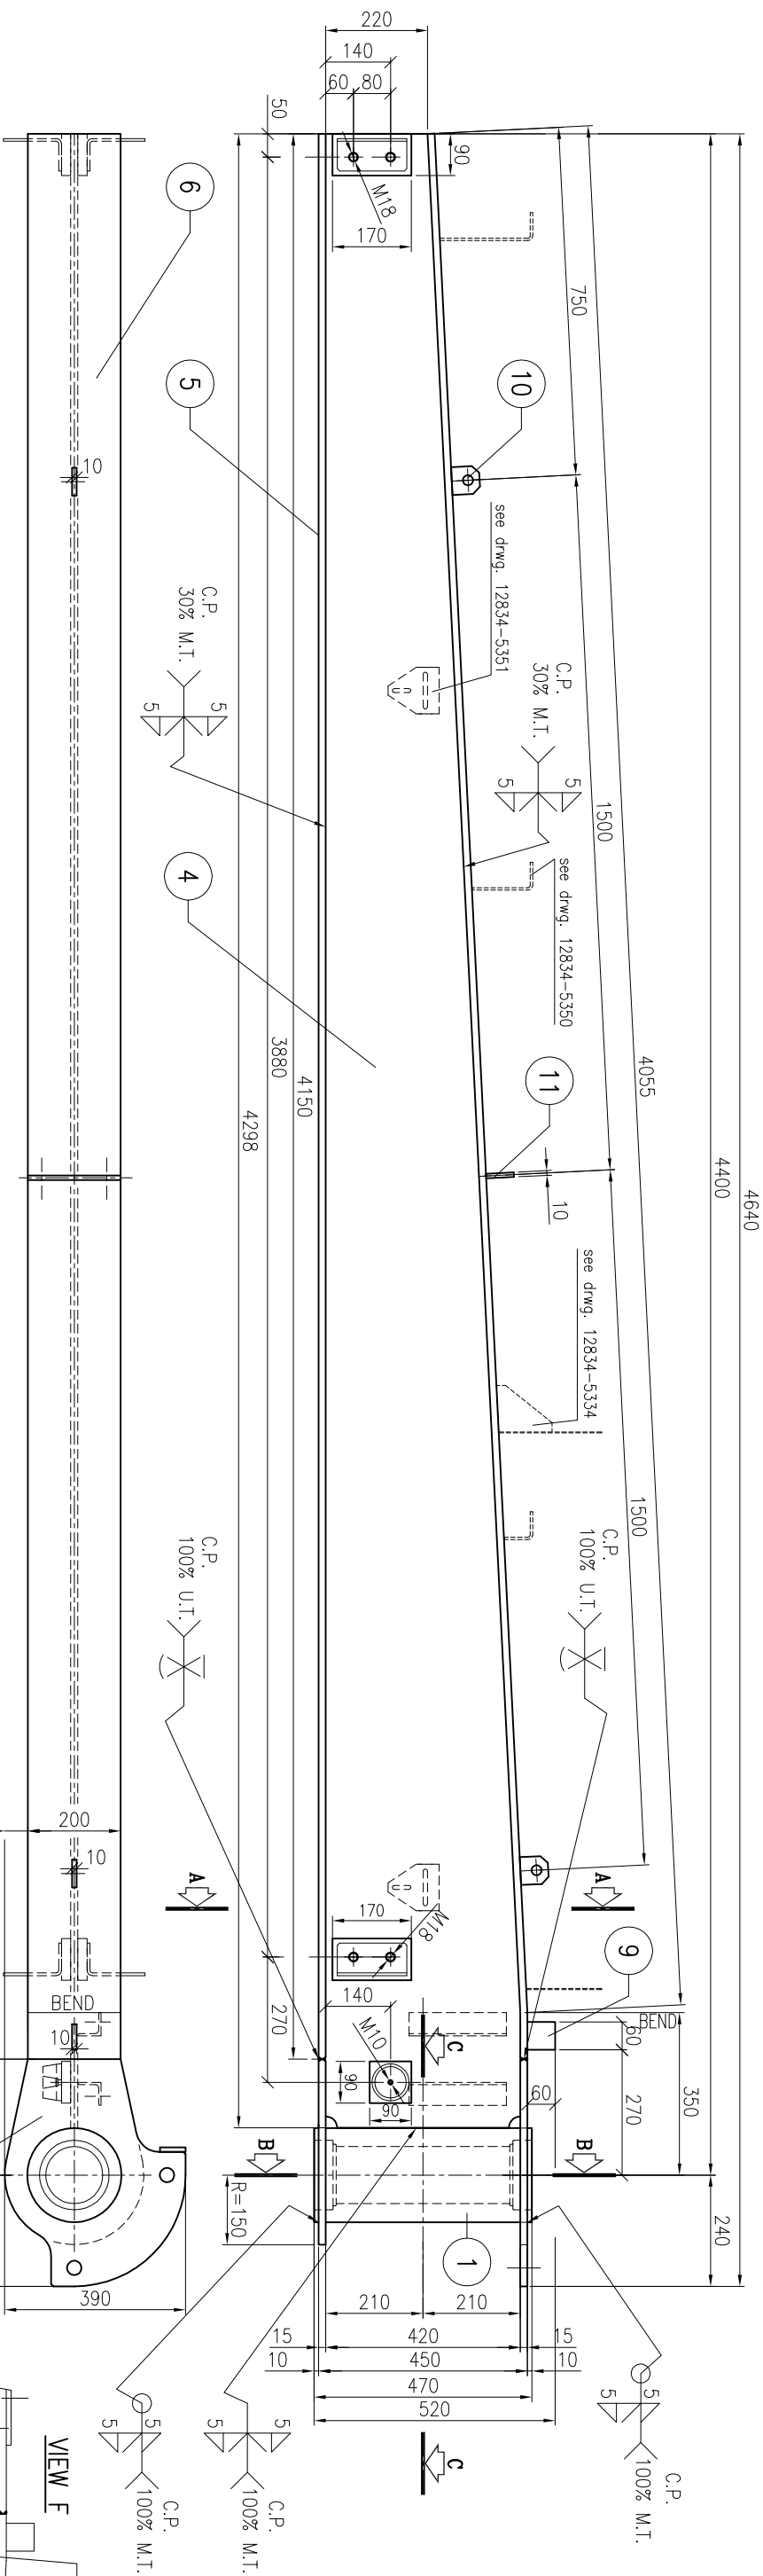 220
140
60
80
50
90
M18
170
750
4640
4400
4055
1500
1500
350
240
6
5
10
4
11
9
1
10
see drwg. 12834-5351
see drwg. 12834-5350
see drwg. 12834-5334
C.P.
30% M.T.
5
5
C.P.
30% M.T.
5
5
4298
4150
3880
10
C.P.
100% U.T.
C.P.
100% U.T.
200
10
A
A
170
M18
140
270
M10
90
90
BEND
BEND
10
60
60
270
C
B
B
R=150
390
210
210
15
420
15
10
450
10
470
520
C
5
5
C.P.
100% M.T.
5
5
C.P.
100% M.T.
5
5
C.P.
100% M.T.
VIEW F